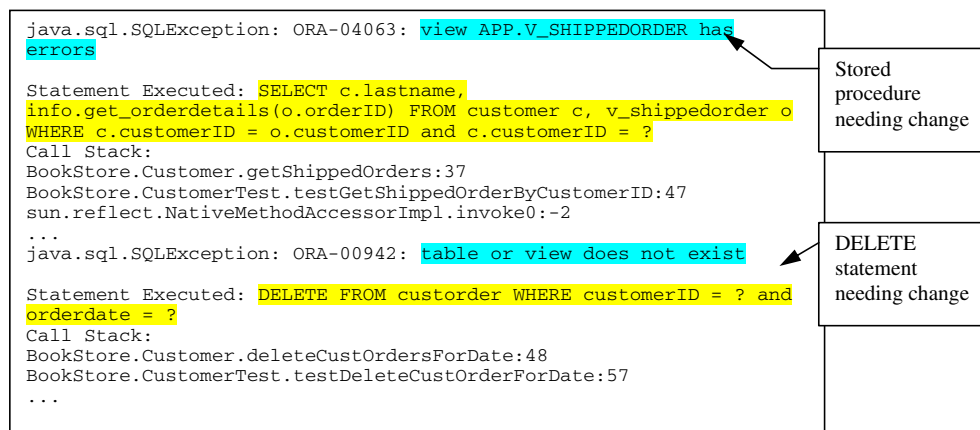 java.sql.SQLException: ORA-04063: view APP.V_SHIPPEDORDER has
errors
Statement Executed: SELECT c.lastname,
info.get_orderdetails(o.orderID) FROM customer c, v_shippedorder o
WHERE c.customerID = o.customerID and c.customerID = ?
Call Stack:
BookStore.Customer.getShippedOrders:37
BookStore.CustomerTest.testGetShippedOrderByCustomerID:47
sun.reflect.NativeMethodAccessorImpl.invoke0:-2
...
java.sql.SQLException: ORA-00942: table or view does not exist
Statement Executed: DELETE FROM custorder WHERE customerID = ? and
orderdate = ?
Call Stack:
BookStore.Customer.deleteCustOrdersForDate:48
BookStore.CustomerTest.testDeleteCustOrderForDate:57
...
Stored
procedure
needing change
DELETE
statement
needing change